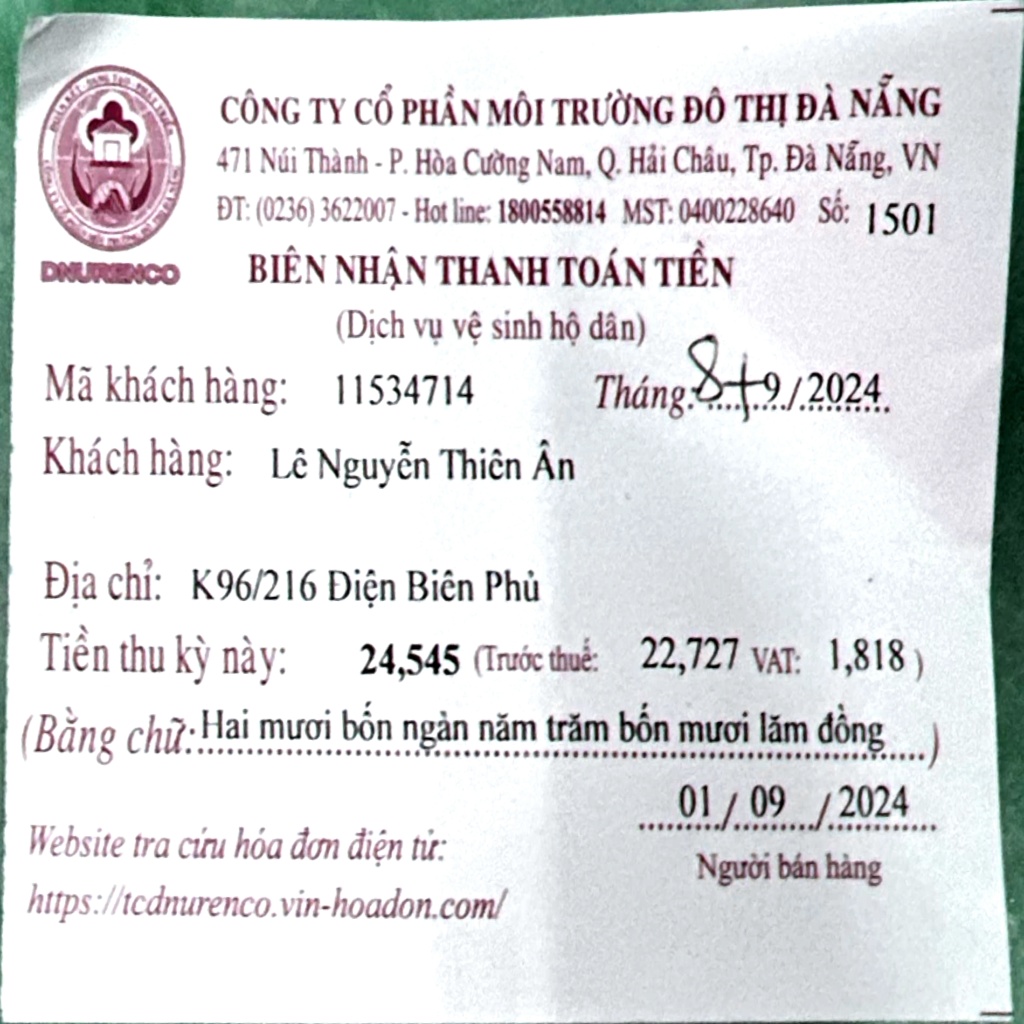 CÔNG TY CỔ PHẦN MÔI TRƯỜNG ĐÔ THỊ ĐÀ NẴNG
471 Núi Thành - P. Hòa Cường Nam, Q. Hải Châu, Tp. Đà Nẵng, VN
ĐT: (0236) 3622007 - Hot line: 1800558814 MST: 0400228640 Số: 1501
DNURENCO
BIÊN NHẬN THANH TOÁN TIỀN
(Dịch vụ vệ sinh hộ dân)
Mã khách hàng: 11534714 Tháng: 8+9/2024
Khách hàng: Lê Nguyễn Thiên Ân
Địa chỉ: K96/216 Điện Biên Phủ
Tiền thu kỳ này: 24,545 (Trước thuế: 22,727 VAT: 1,818 )
(Bằng chữ: Hai mươi bốn ngàn năm trăm bốn mươi lăm đồng )
01 / 09 / 2024
Người bán hàng
Website tra cứu hóa đơn điện tử:
https://tcdnurenco.vin-hoadon.com/